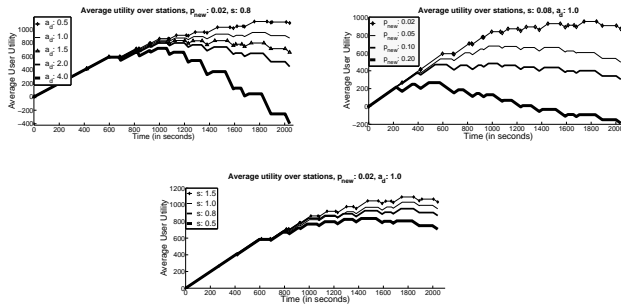 Average utility over stations, p_new: 0.02, s: 0.8
Average User Utility
1000
800
600
400
200
0
−200
−400
a_d: 0.5
a_d: 1.0
a_d: 1.5
a_d: 2.0
a_d: 4.0
0 200 400 600 800 1000 1200 1400 1600 1800 2000
Time (in seconds)
Average utility over stations, s: 0.08, a_d: 1.0
Average User Utility
1000
800
600
400
200
0
−200
p_new: 0.02
p_new: 0.05
p_new: 0.10
p_new: 0.20
0 200 400 600 800 1000 1200 1400 1600 1800 2000
Time (in seconds)
Average utility over stations, p_new: 0.02, a_d: 1.0
Average User Utility
1200
1000
800
600
400
200
0
s: 1.5
s: 1.0
s: 0.8
s: 0.5
0 200 400 600 800 1000 1200 1400 1600 1800 2000
Time (in seconds)